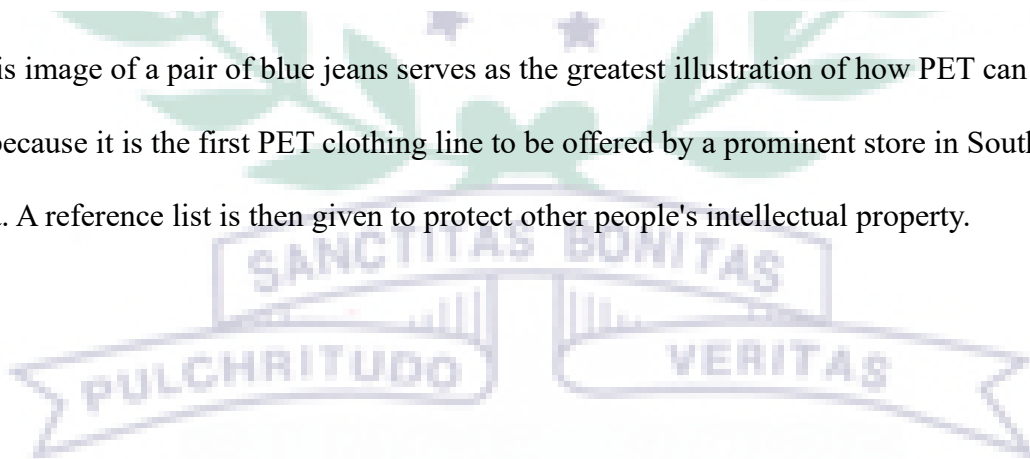 is image of a pair of blue jeans serves as the greatest illustration of how PET can
because it is the first PET clothing line to be offered by a prominent store in South
. A reference list is then given to protect other people's intellectual property.
SANCTITAS BONITAS
PULCHRITUDO VERITAS